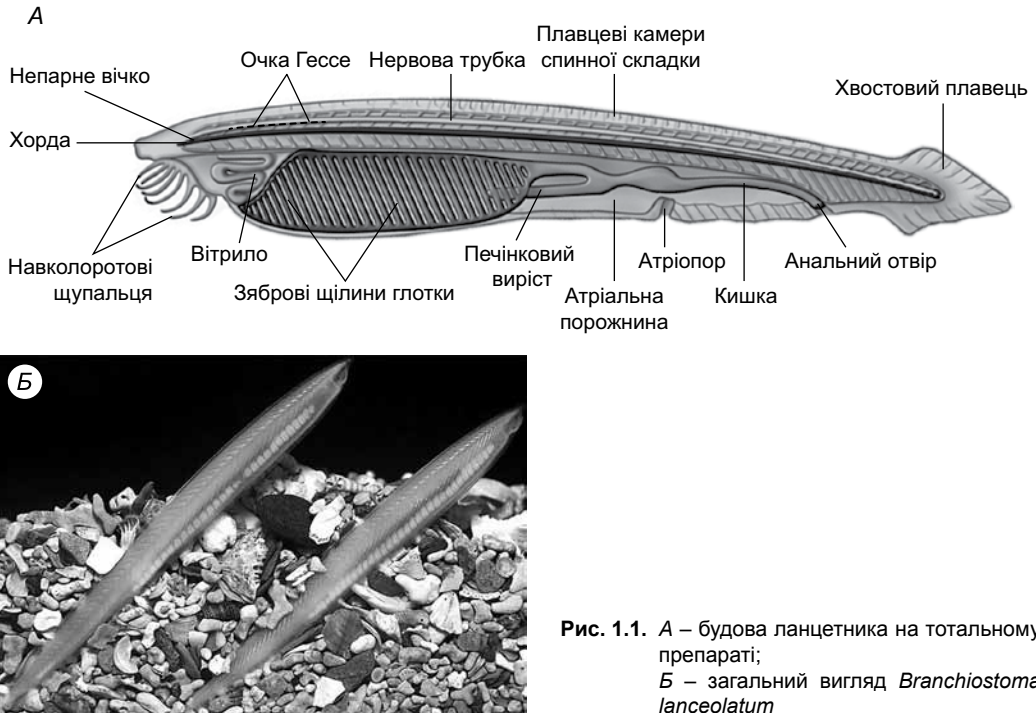 А
Непарне вічко
Очка Гессе
Нервова трубка
Плавцеві камери
спинної складки
Хвостовий плавець
Хорда
Навколоротові
щупальця
Вітрило
Зяброві щілини глотки
Печінковий
виріст
Атріальна
порожнина
Атріопор
Кишка
Анальний отвір
Б
Рис. 1.1. А – будова ланцетника на тотальному
препараті;
Б – загальний вигляд Branchiostoma
lanceolatum